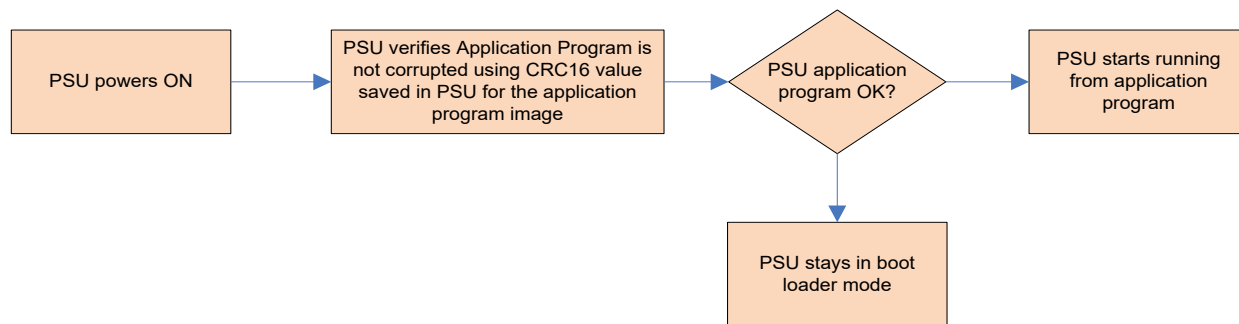 PSU powers ON
PSU verifies Application Program is
not corrupted using CRC16 value
saved in PSU for the application
program image
PSU application
program OK?
PSU starts running
from application
program
PSU stays in boot
loader mode